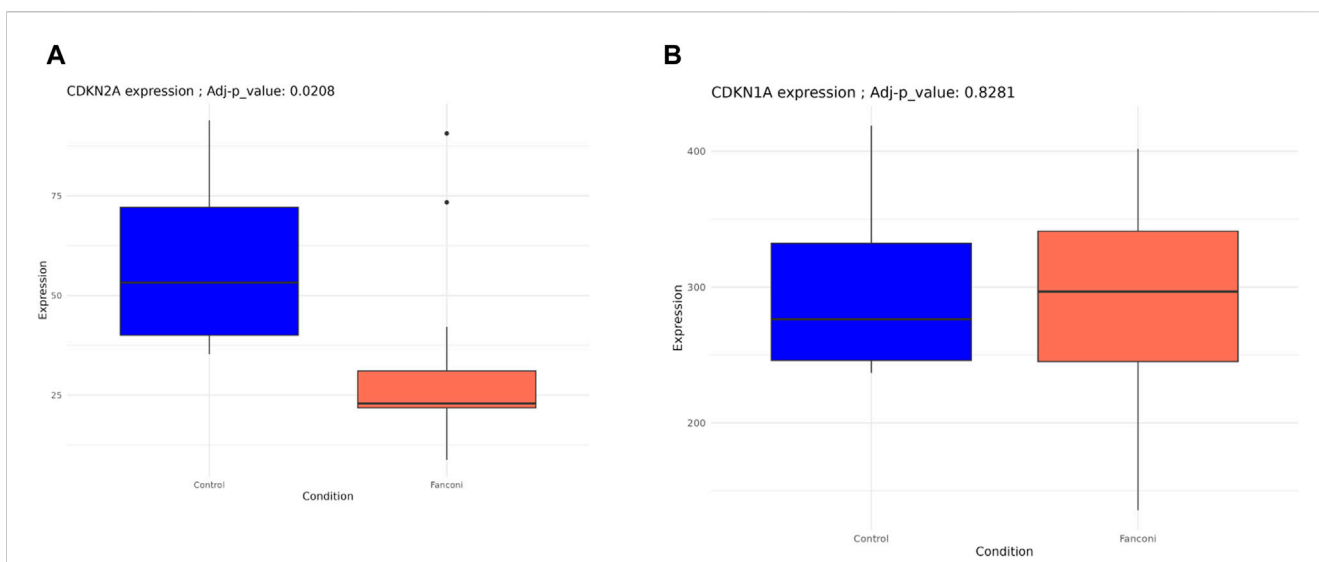 A
CDKN2A expression ; Adj-p_value: 0.0208
75
50
25
Expression
Control
Fanconi
Condition
B
CDKN1A expression ; Adj-p_value: 0.8281
400
300
200
Expression
Control
Fanconi
Condition